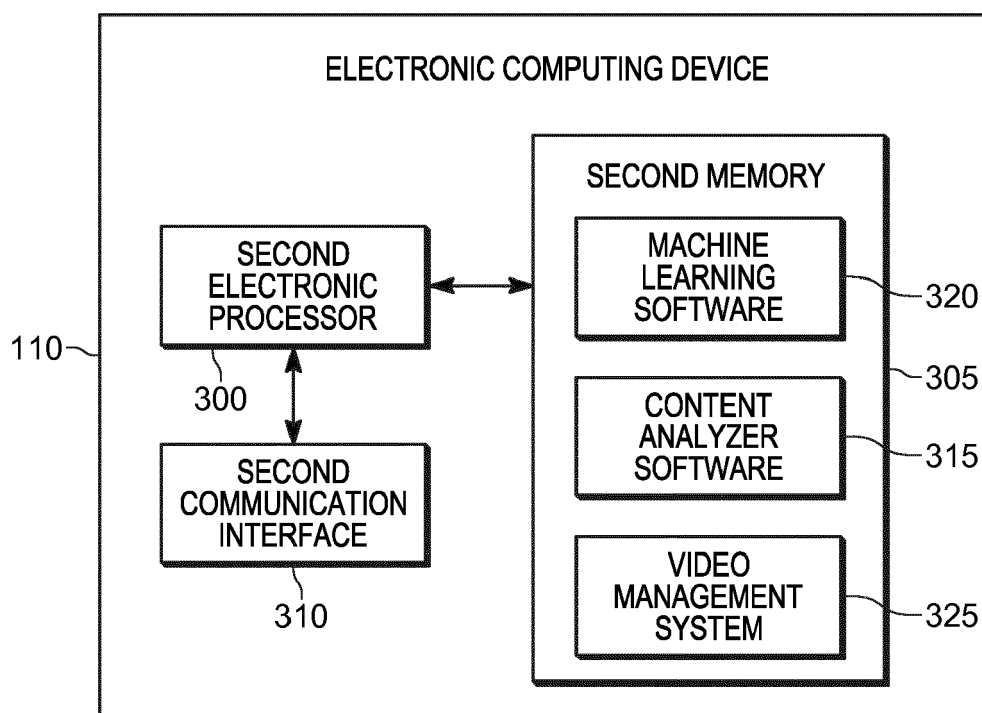 ELECTRONIC COMPUTING DEVICE
SECOND MEMORY
MACHINE
LEARNING
SOFTWARE
320
SECOND
ELECTRONIC
PROCESSOR
110
300
305
CONTENT
ANALYZER
SOFTWARE
315
SECOND
COMMUNICATION
INTERFACE
310
VIDEO
MANAGEMENT
SYSTEM
325